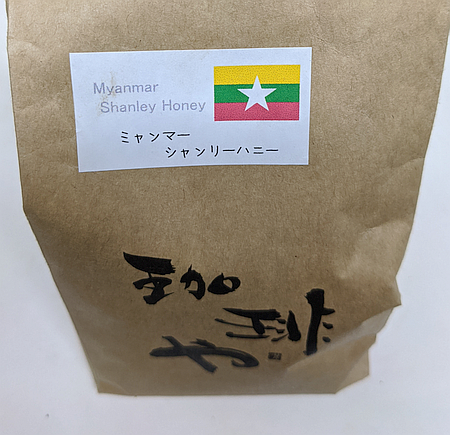 Myanmar
Shanley Honey
ミャンマー
シャンリーハニー
珈
琲
や